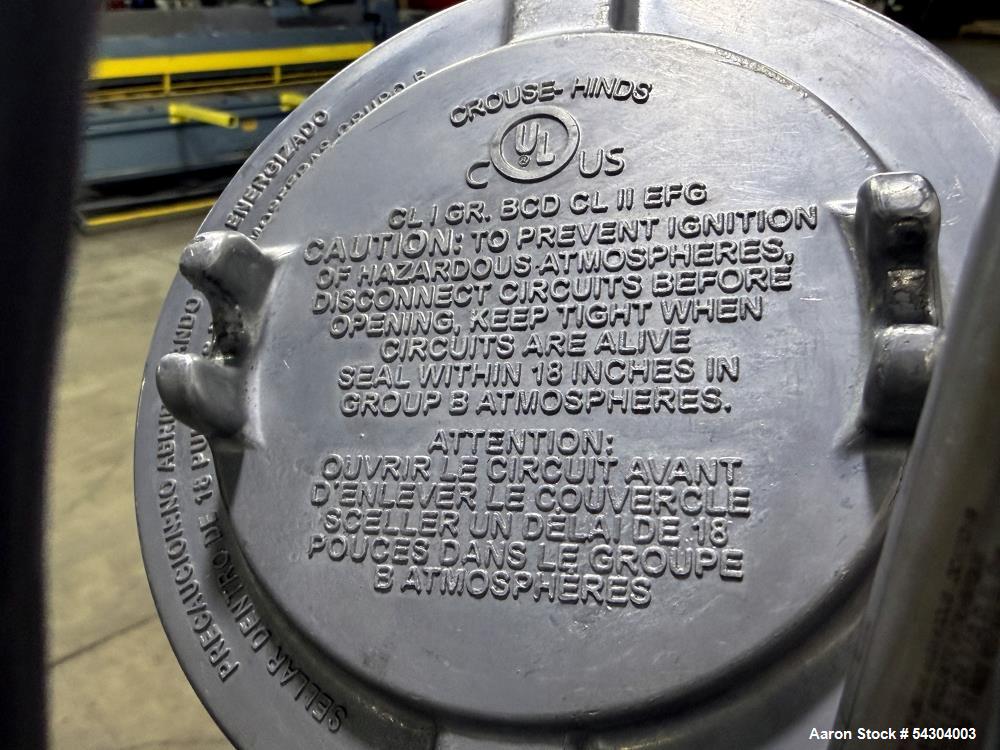 CROUSE-HINDS
C UL ® US
CL I GR. BCD CL II EFG
CAUTION: TO PREVENT IGNITION
OF HAZARDOUS ATMOSPHERES,
DISCONNECT CIRCUITS BEFORE
OPENING, KEEP TIGHT WHEN
CIRCUITS ARE ALIVE
SEAL WITHIN 18 INCHES IN
GROUP B ATMOSPHERES.
ATTENTION:
OUVRIR LE CIRCUIT AVANT
D'ENLEVER LE COUVERCLE
SCELLER UN DELAI DE 18
POUCES DANS LE GROUPE
B ATMOSPHERES
PRECAUCION-NO ABRIR
ENERGIZADO
SELLAR DENTRO DE 18
Aaron Stock # 54304003